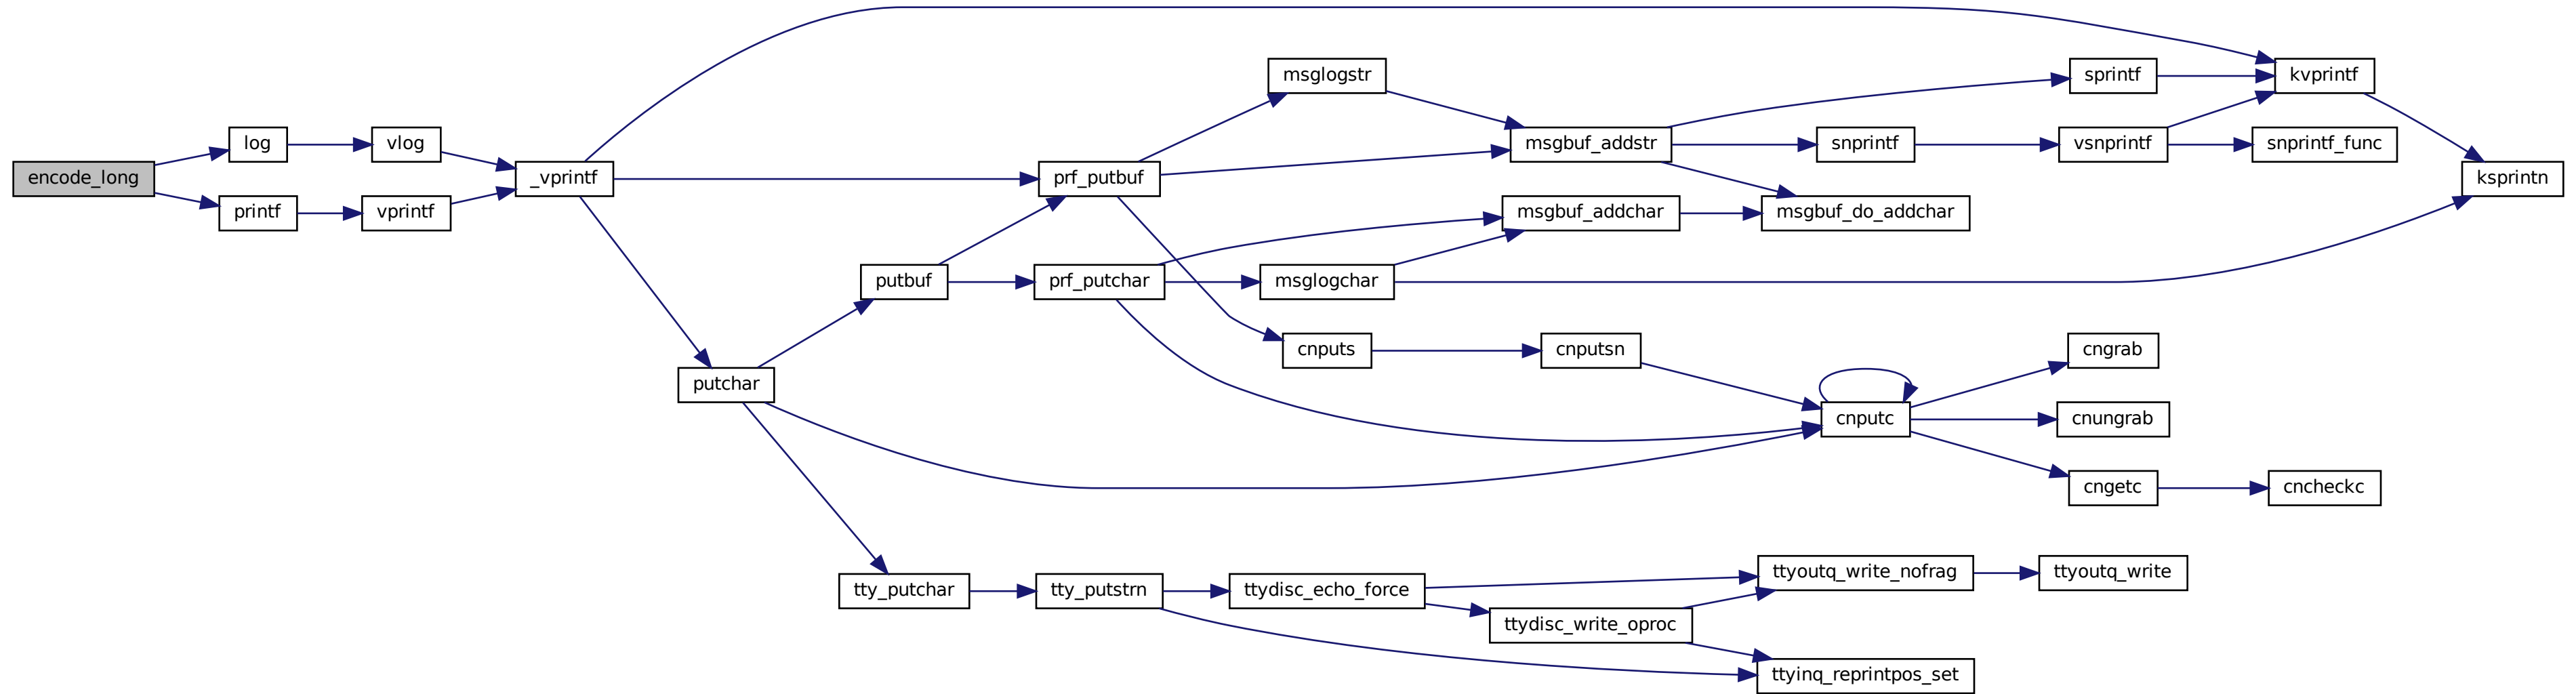 encode_long
log
printf
vlog
vprintf
_vprintf
putchar
putbuf
tty_putchar
prf_putbuf
prf_putchar
tty_putstrn
msglogstr
msglogchar
cnputs
ttydisc_echo_force
msgbuf_addstr
msgbuf_addchar
cnputsn
ttydisc_write_oproc
snprintf
msgbuf_do_addchar
cnputc
ttyoutq_write_nofrag
ttyinq_reprintpos_set
sprintf
vsnprintf
cngrab
cnungrab
cngetc
ttyoutq_write
kvprintf
snprintf_func
cncheckc
ksprintn